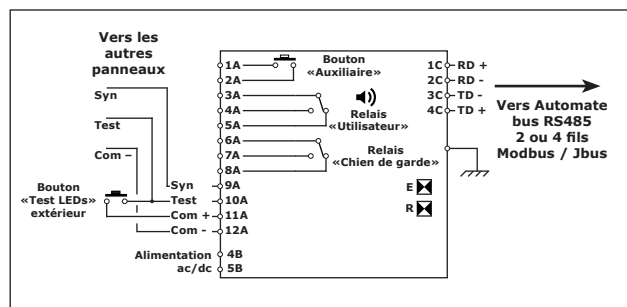 Vers les
autres
panneaux
Syn
Test
Com –
Bouton
«Test LEDs»
extérieur
Syn
Test
Com +
Com -
Alimentation
ac/dc
1A
2A
3A
4A
5A
6A
7A
8A
9A
10A
11A
12A
4B
5B
Bouton
«Auxiliaire»
Relais
«Utilisateur»
Relais
«Chien de garde»
E
R
1C RD +
2C RD -
3C TD -
4C TD +
Vers Automate
bus RS485
2 ou 4 fils
Modbus / Jbus